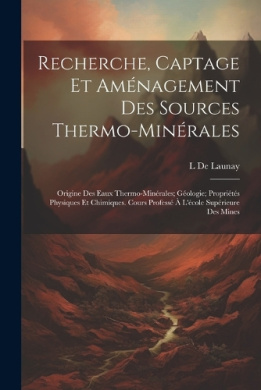 Recherche, Captage
Et Aménagement
Des Sources
Thermo-Minérales
L De Launay
Origine Des Eaux Thermo-Minérales; Géologie; Propriétés
Physiques Et Chimiques. Cours Professé À L'école Supérieure
Des Mines